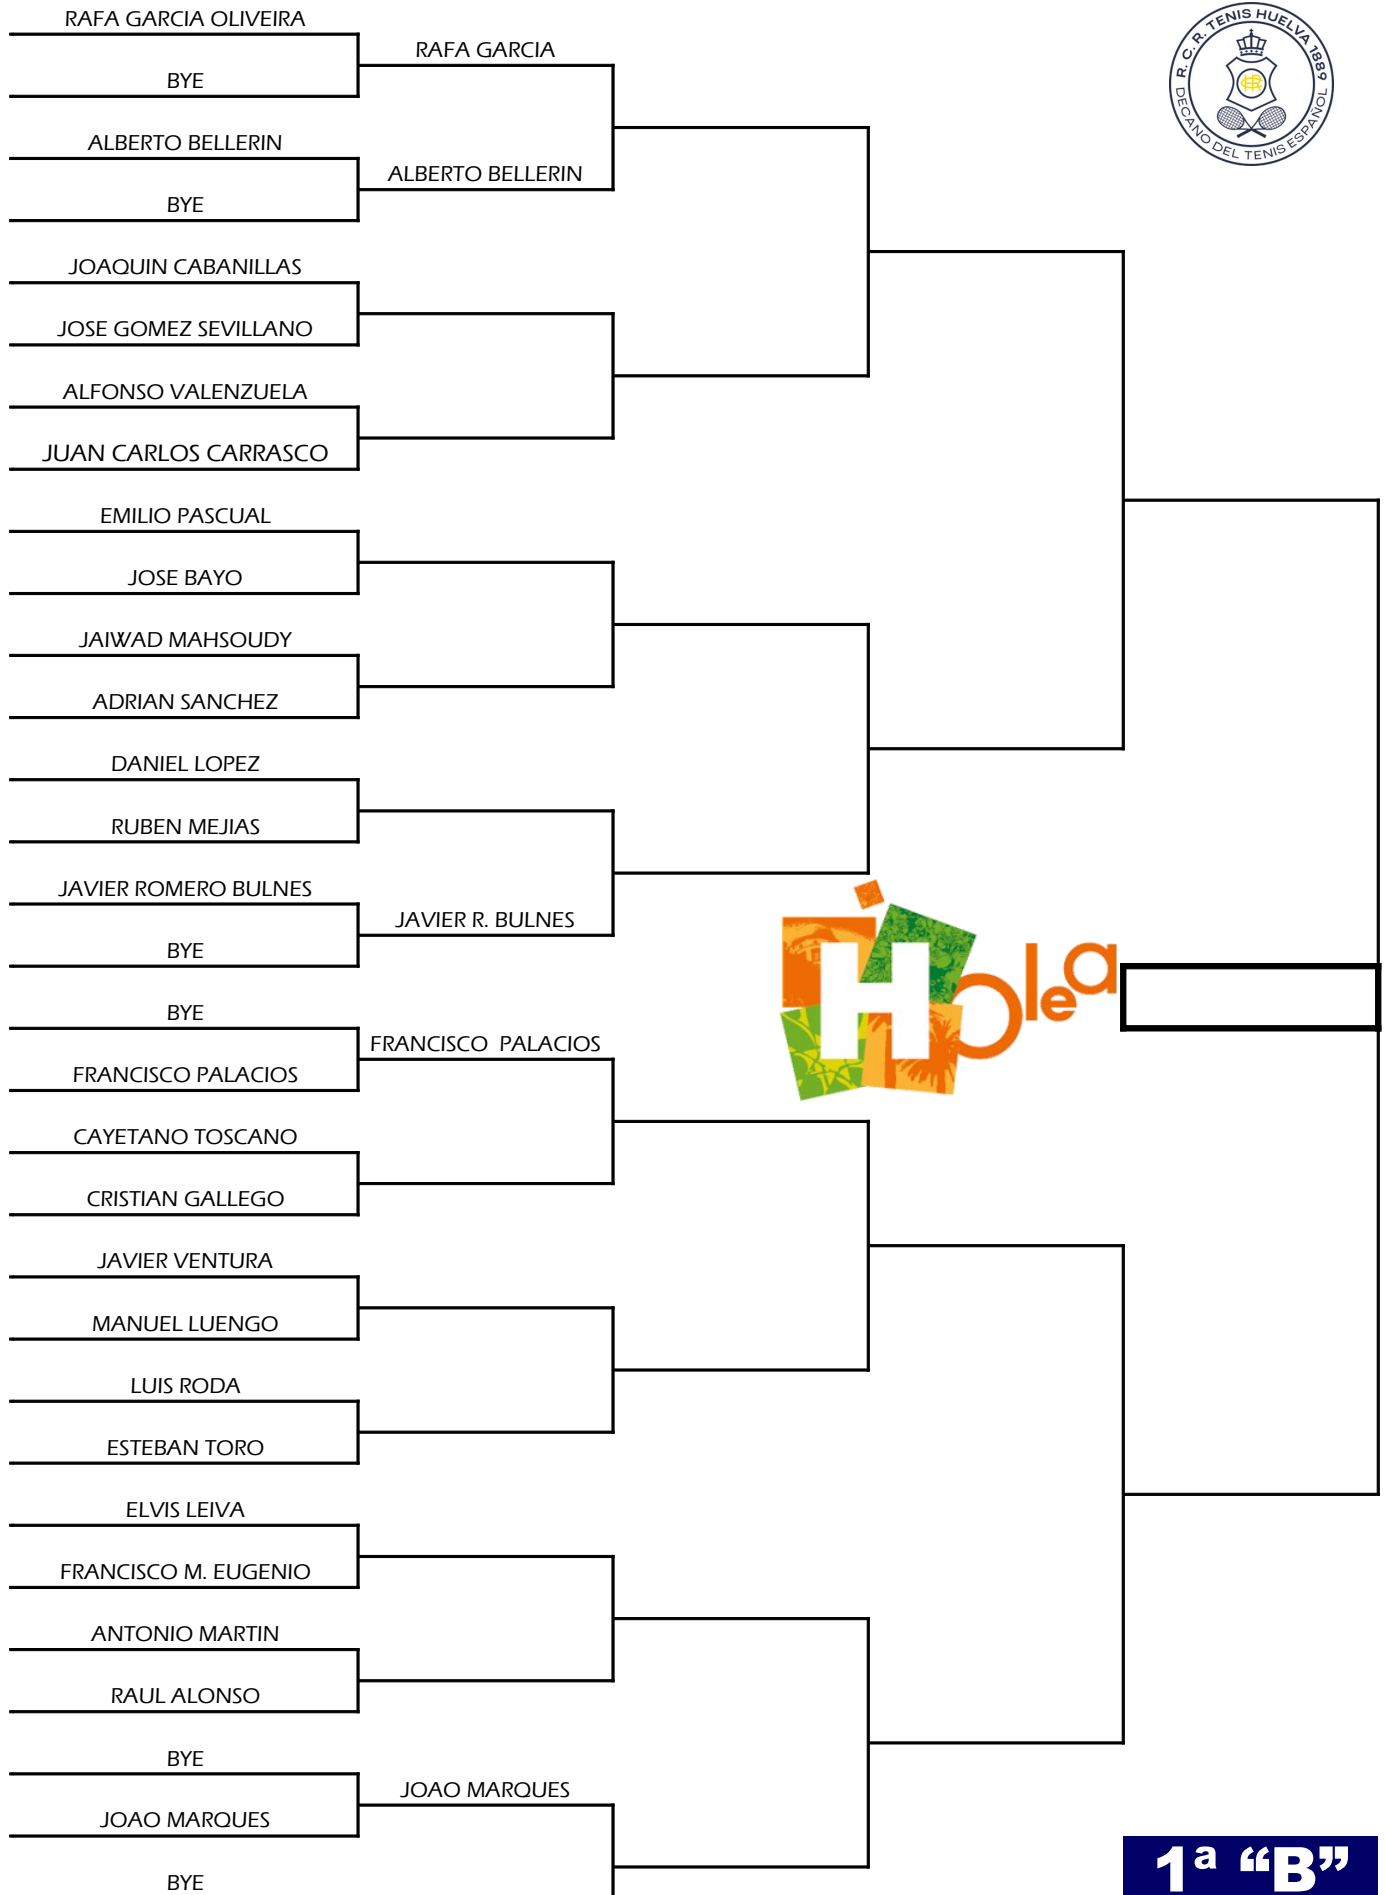 RAFA GARCIA OLIVEIRA
RAFA GARCIA
BYE
ALBERTO BELLERIN
ALBERTO BELLERIN
BYE
JOAQUIN CABANILLAS
JOSE GOMEZ SEVILLANO
ALFONSO VALENZUELA
JUAN CARLOS CARRASCO
EMILIO PASCUAL
JOSE BAYO
JAIWAD MAHSOUDY
ADRIAN SANCHEZ
DANIEL LOPEZ
RUBEN MEJIAS
JAVIER ROMERO BULNES
JAVIER R. BULNES
BYE
BYE
FRANCISCO  PALACIOS
FRANCISCO PALACIOS
CAYETANO TOSCANO
CRISTIAN GALLEGO
JAVIER VENTURA
MANUEL LUENGO
LUIS RODA
ESTEBAN TORO
ELVIS LEIVA
FRANCISCO M. EUGENIO
ANTONIO MARTIN
RAUL ALONSO
BYE
JOAO MARQUES
JOAO MARQUES
BYE
R. C. R. TENIS HUELVA 1889
DECANO DEL TENIS ESPAÑOL
Holea
1ª “B”